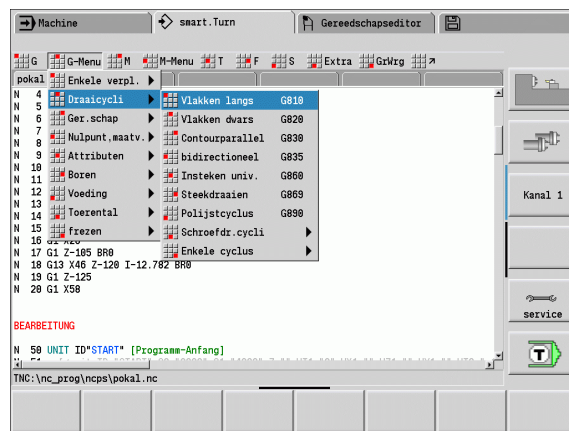 Machine
smart.Turn
Gereedschapseditor
G G-Menu M M-Menu T F S Extra GrWrg
pokal
N 4
N 5
N 6
N 7
N 8
N 9
N 10
N 11
N 12
N 13
N 14
N 15
N 16 G1 X28
N 17 G1 Z-105 BR0
N 18 G13 X46 Z-120 I-12.782 BR0
N 19 G1 Z-125
N 20 G1 X58
Enkele verpl.
Draaicycli
Ger.schap
Nulpunt,maatv.
Attributen
Boren
Voeding
Toerental
frezen
Vlakken langs G810
Vlakken dwars G820
Contourparallel G830
bidirectioneel G835
Insteken univ. G860
Steekdraaien G869
Polijstcyclus G890
Schroefdr.cycli
Enkele cyclus
BEARBEITUNG
N 50 UNIT ID"START" [Programm-Anfang]
TNC:\nc_prog\ncps\pokal.nc
Kanal 1
service
T